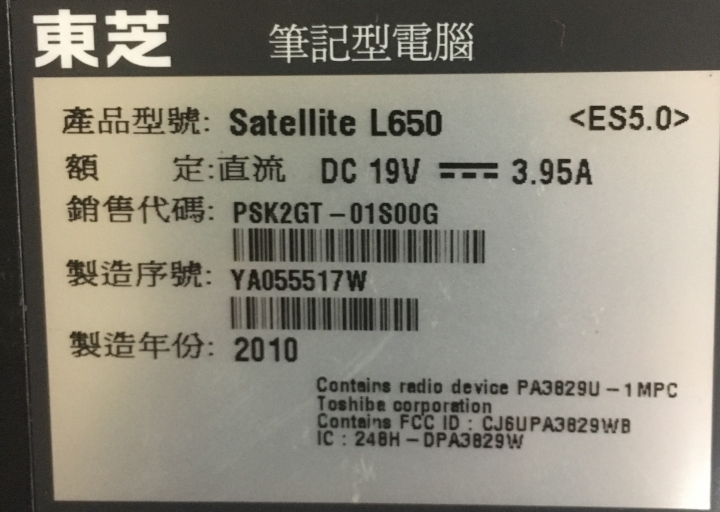 東芝 筆記型電腦
產品型號: Satellite L650 <ES5.0>
額 定:直流 DC 19V 3.95A
銷售代碼: PSK2GT-01S00G
製造序號: YA055517W
製造年份: 2010
Contains radio device PA3829U-1MPC
Toshiba corporation
Contains FCC ID : CJ6UPA3829WB
IC : 248H-DPA3829W